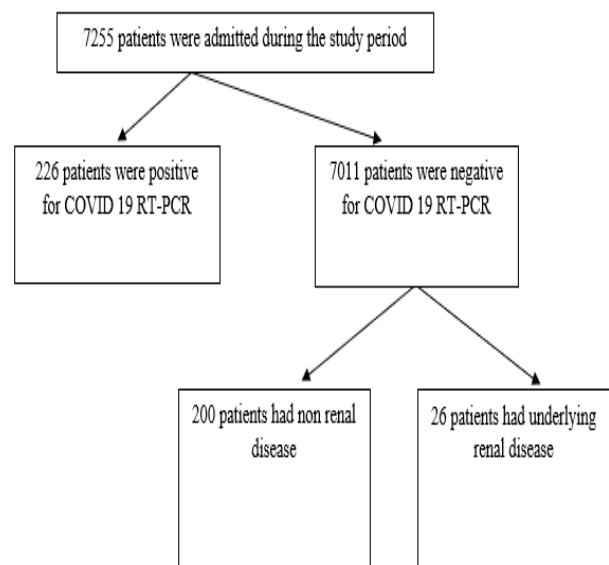 7255 patients were admitted during the study period
226 patients were positive
for COVID 19 RT-PCR
7011 patients were negative
for COVID 19 RT-PCR
200 patients had non renal
disease
26 patients had underlying
renal disease